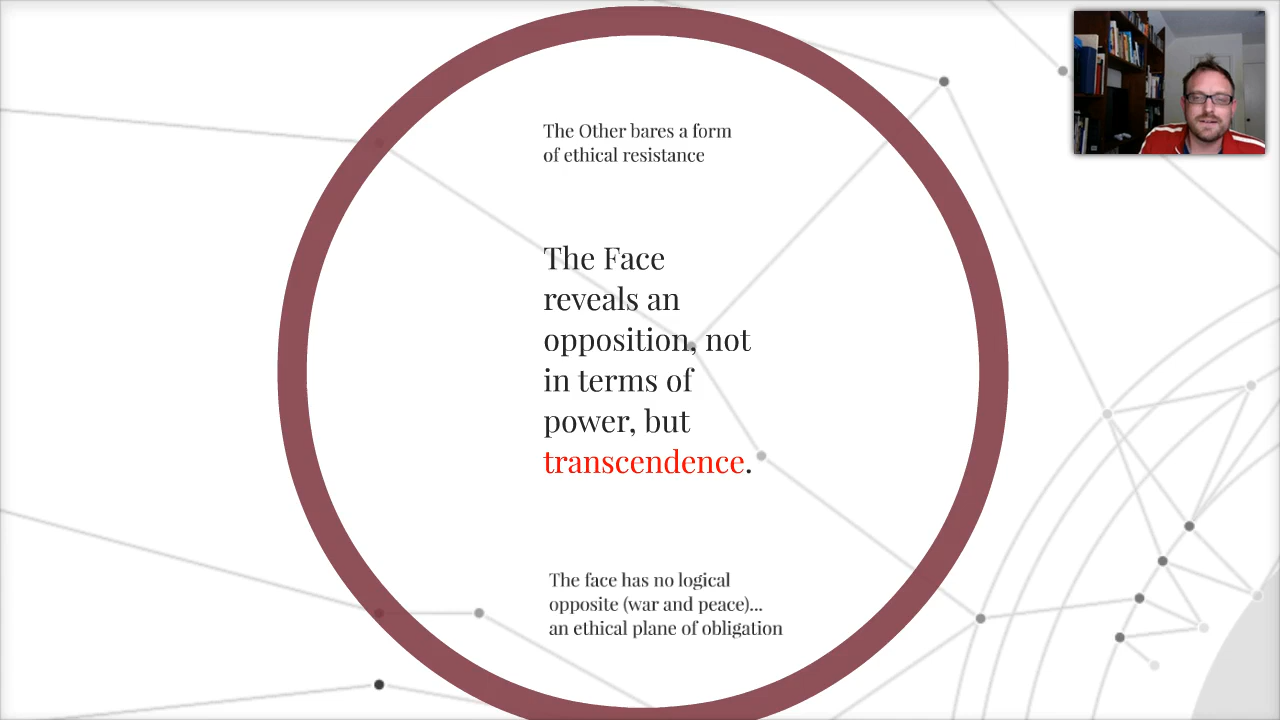 The Other bares a form
of ethical resistance
The Face
reveals an
opposition, not
in terms of
power, but
transcendence.
The face has no logical
opposite (war and peace)...
an ethical plane of obligation